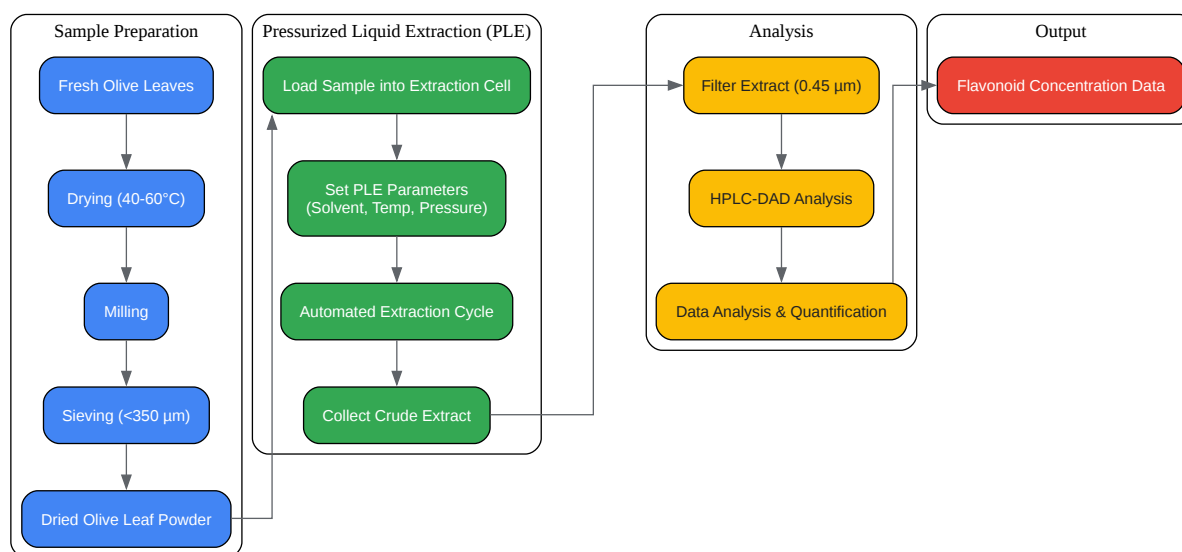 Sample Preparation
Fresh Olive Leaves
Drying (40-60°C)
Milling
Sieving (<350 µm)
Dried Olive Leaf Powder
Pressurized Liquid Extraction (PLE)
Load Sample into Extraction Cell
Set PLE Parameters
(Solvent, Temp, Pressure)
Automated Extraction Cycle
Collect Crude Extract
Analysis
Filter Extract (0.45 µm)
HPLC-DAD Analysis
Data Analysis & Quantification
Output
Flavonoid Concentration Data